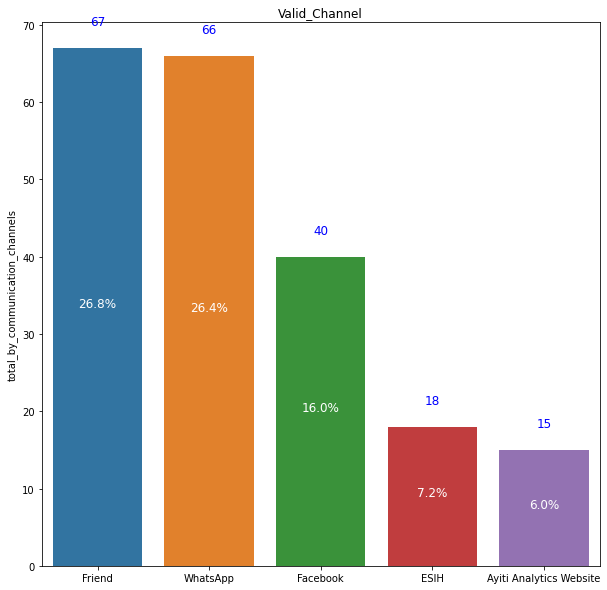 Valid_Channel
total_by_communication_channels
70
60
50
40
30
20
10
0
67
66
40
18
15
26.8%
26.4%
16.0%
7.2%
6.0%
Friend
WhatsApp
Facebook
ESIH
Ayiti Analytics Website